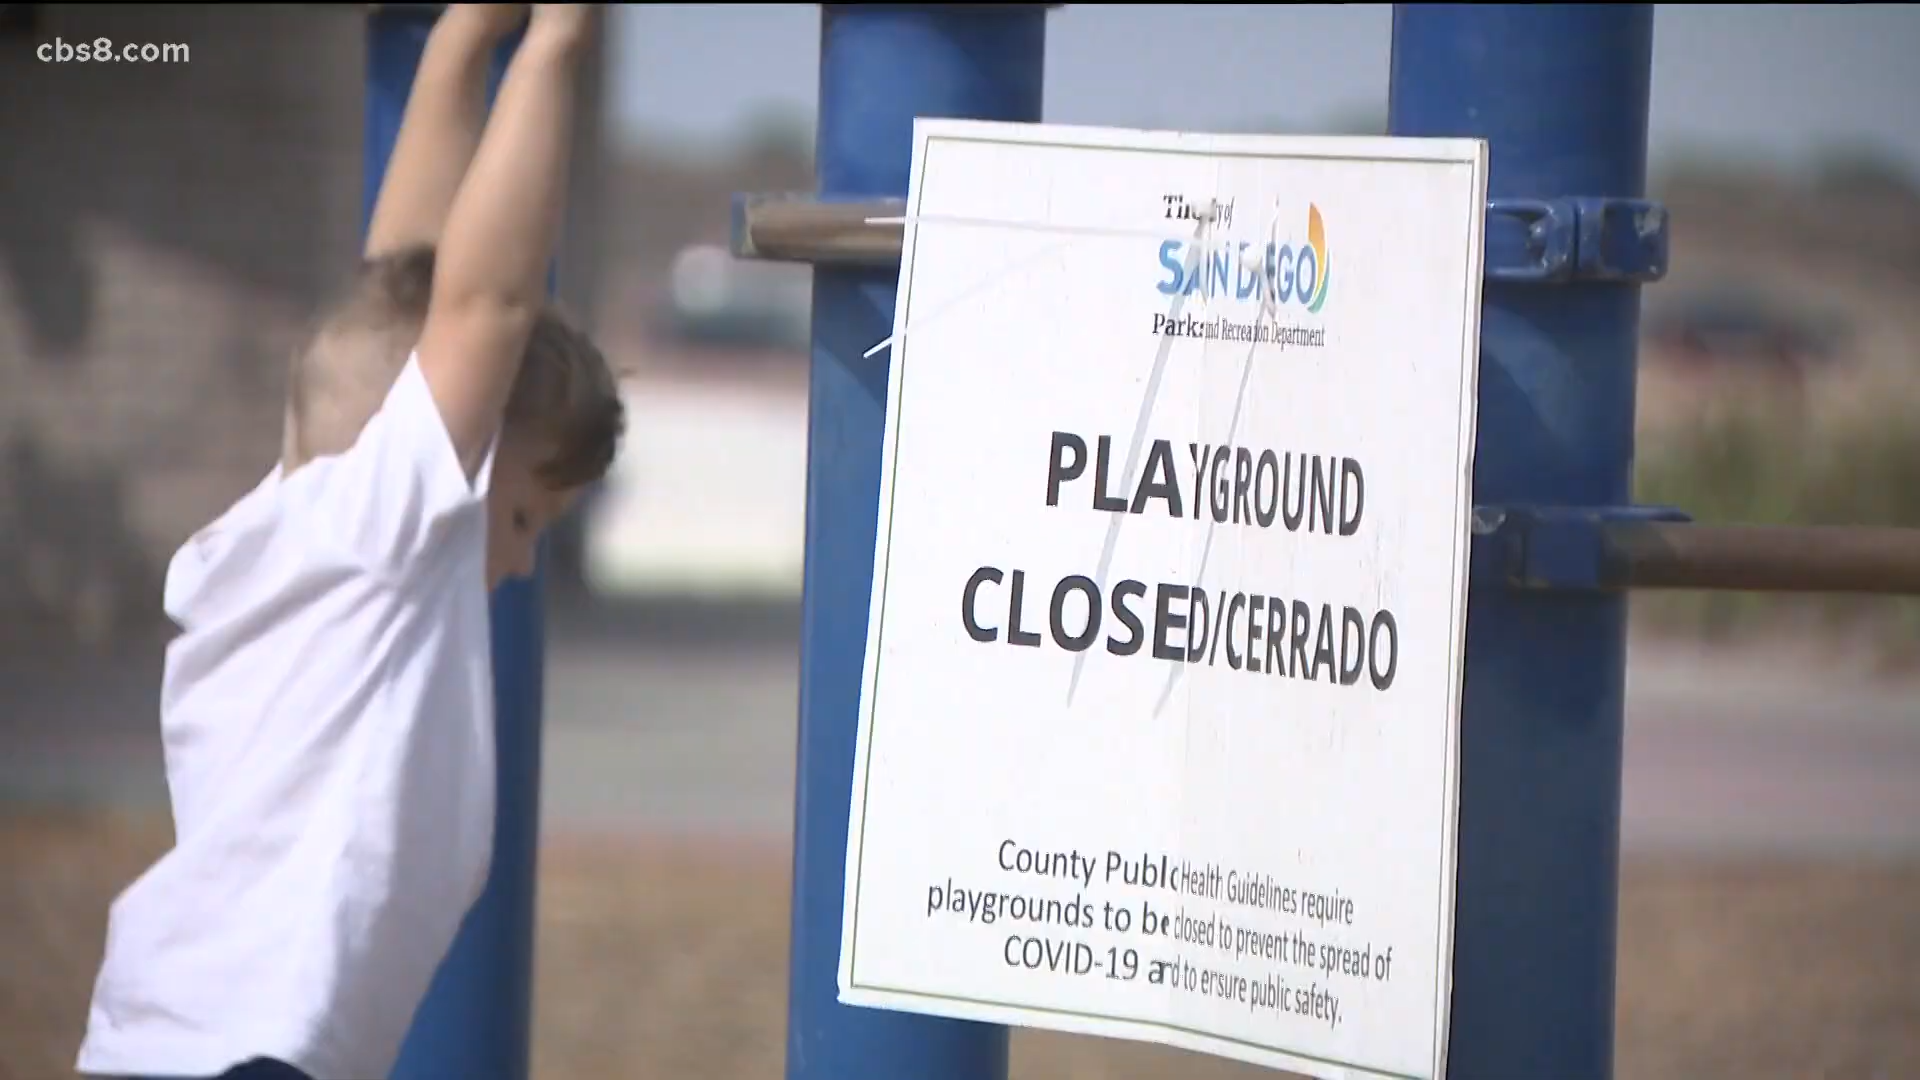 cbs8.com
The City of
SAN DIEGO
Parks and Recreation Department
PLAYGROUND
CLOSED/CERRADO
County Public Health Guidelines require
playgrounds to be closed to prevent the spread of
COVID-19 and to ensure public safety.